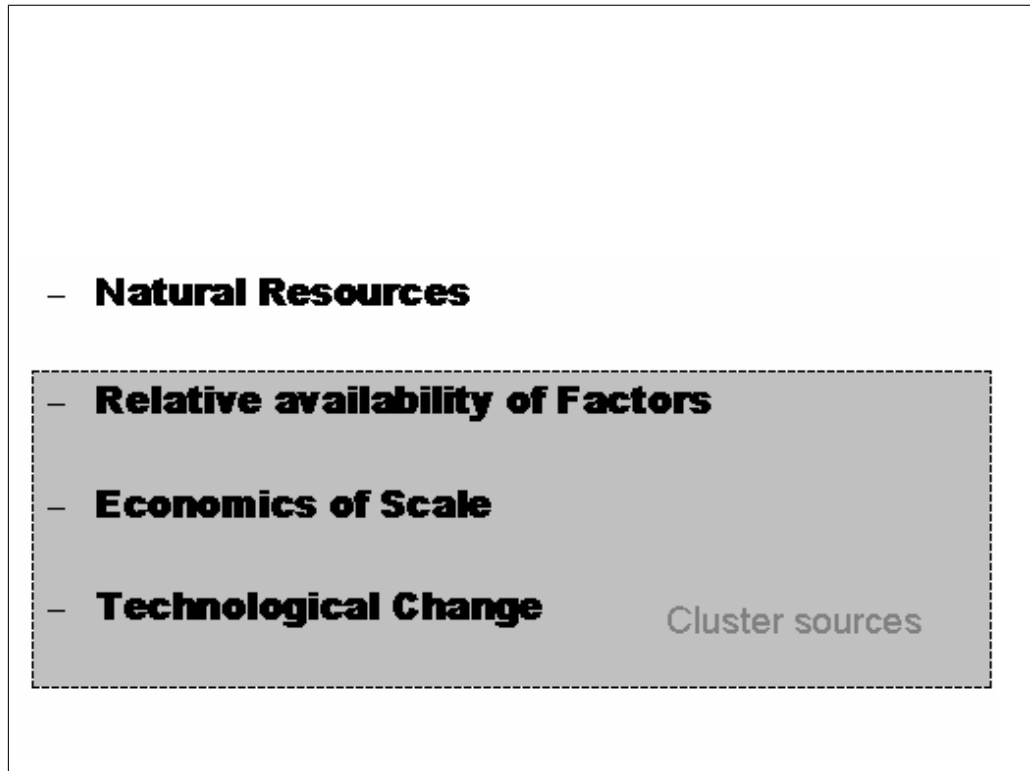 – Natural Resources
– Relative availability of Factors
– Economics of Scale
– Technological Change
Cluster sources